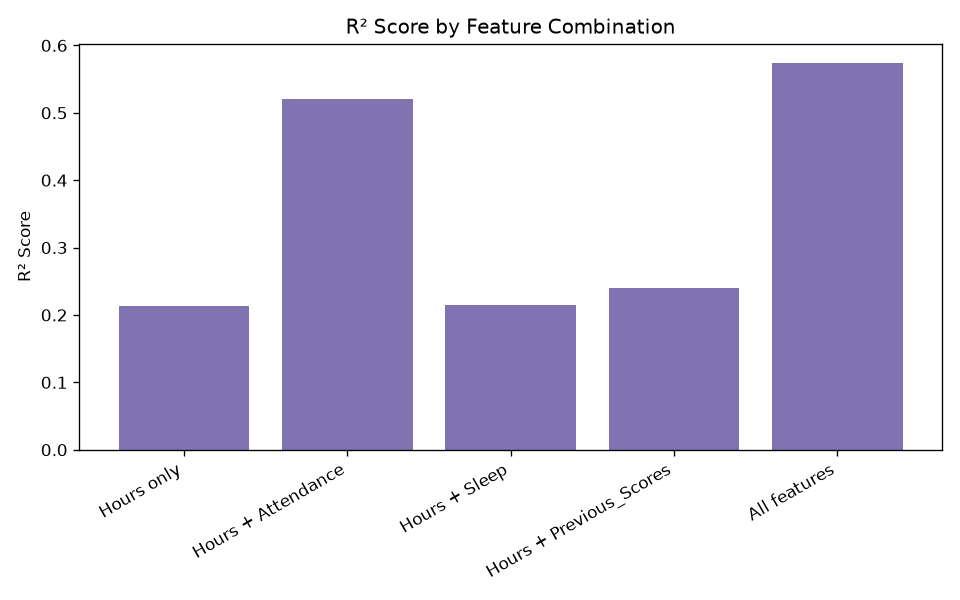 R² Score by Feature Combination
R² Score
0.6
0.5
0.4
0.3
0.2
0.1
0.0
Hours only
Hours + Attendance
Hours + Sleep
Hours + Previous_Scores
All features